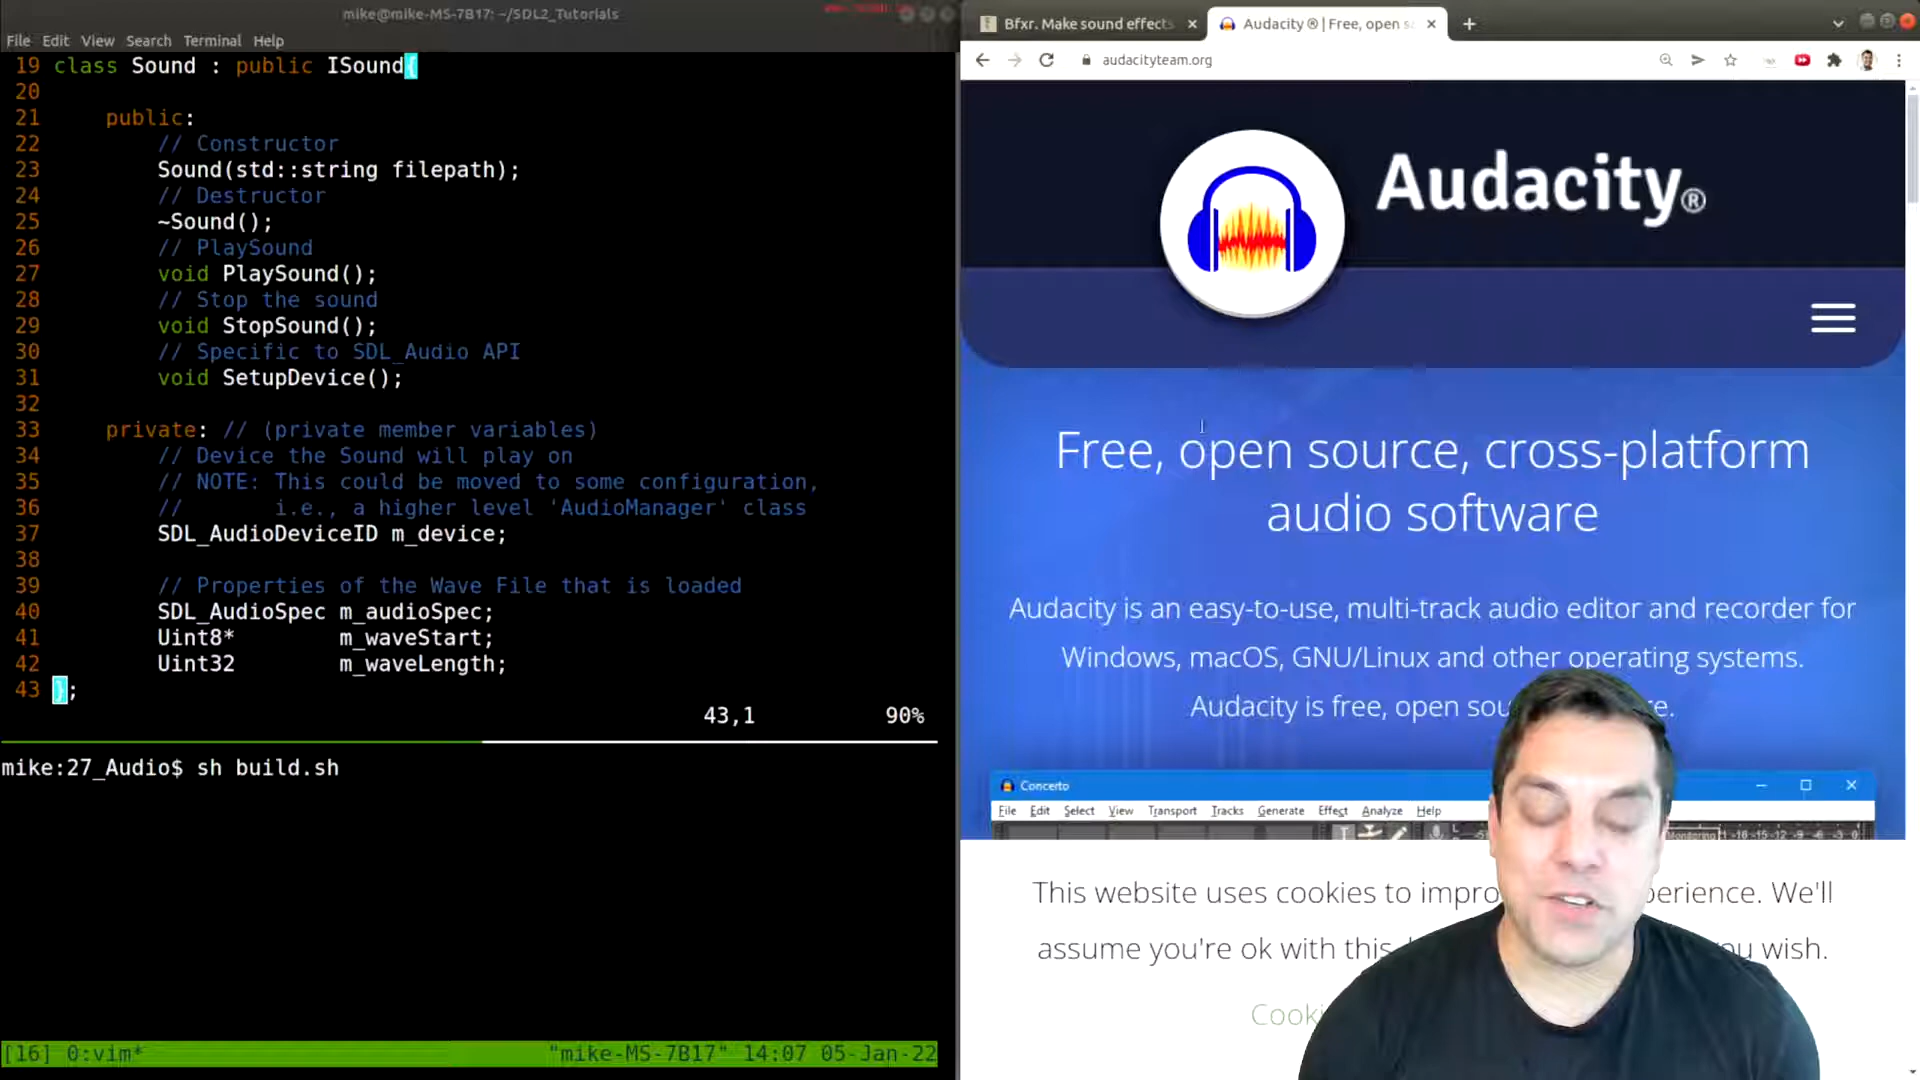 mike@mike-MS-7B17: ~/SDL2_Tutorials
File Edit View Search Terminal Help
19 class Sound : public ISound{
20
21 public:
22 // Constructor
23 Sound(std::string filepath);
24 // Destructor
25 ~Sound();
26 // PlaySound
27 void PlaySound();
28 // Stop the sound
29 void StopSound();
30 // Specific to SDL_Audio API
31 void SetupDevice();
32
33 private: // (private member variables)
34 // Device the Sound will play on
35 // NOTE: This could be moved to some configuration,
36 // i.e., a higher level 'AudioManager' class
37 SDL_AudioDeviceID m_device;
38
39 // Properties of the Wave File that is loaded
40 SDL_AudioSpec m_audioSpec;
41 Uint8* m_waveStart;
42 Uint32 m_waveLength;
43 };
43,1 90%
mike:27_Audio$ sh build.sh
[16] 0:vim* "mike-MS-7B17" 14:07 05-Jan-22
Bfxr. Make sound effects
Audacity ® | Free, open so
audacityteam.org
Audacity®
Free, open source, cross-platform
audio software
Audacity is an easy-to-use, multi-track audio editor and recorder for
Windows, macOS, GNU/Linux and other operating systems.
Audacity is free, open sou re.
Concerto
File Edit Select View Transport Tracks Generate Effect Analyze Help
This website uses cookies to impro perience. We'll
assume you're ok with this, you wish.
Cooki